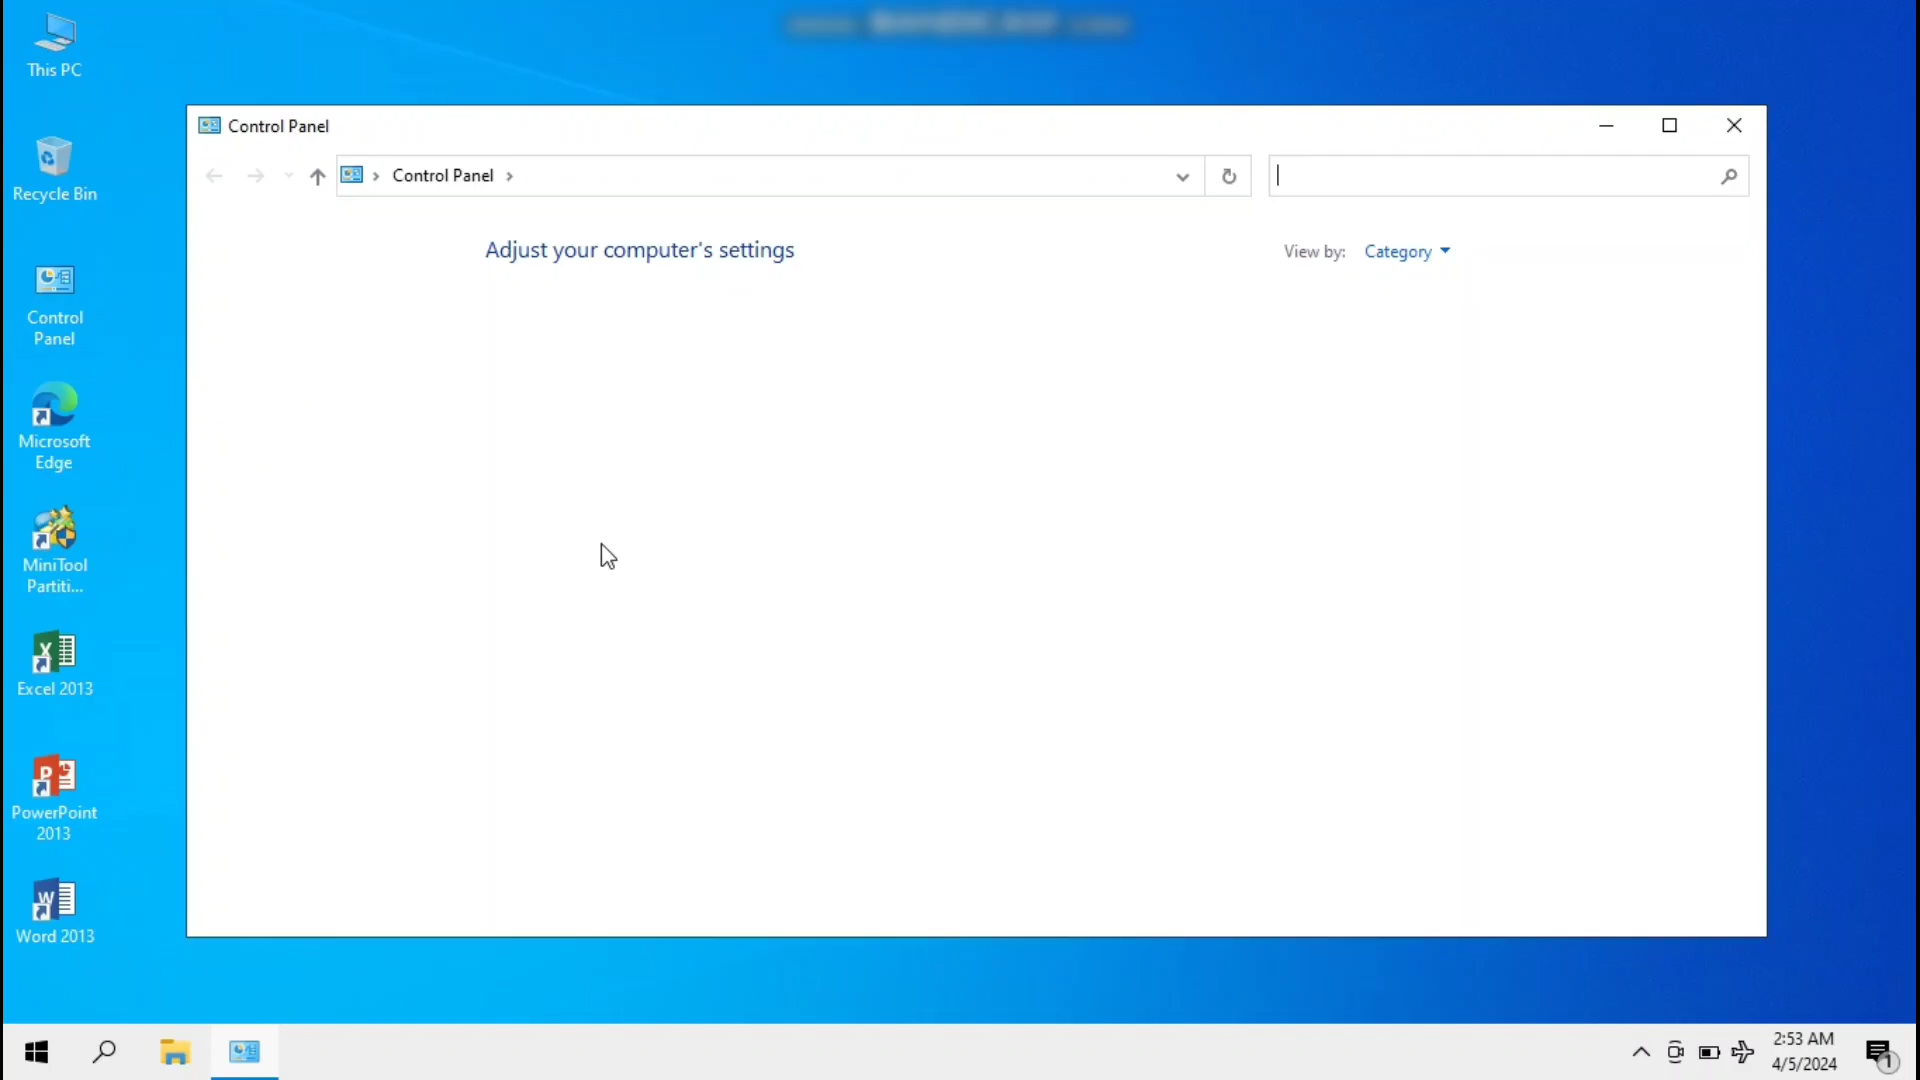 This PC
Recycle Bin
Control
Panel
Microsoft
Edge
MiniTool
Partiti...
Excel 2013
PowerPoint
2013
Word 2013
Control Panel
Control Panel
Adjust your computer's settings
View by:
Category
2:53 AM
4/5/2024
1